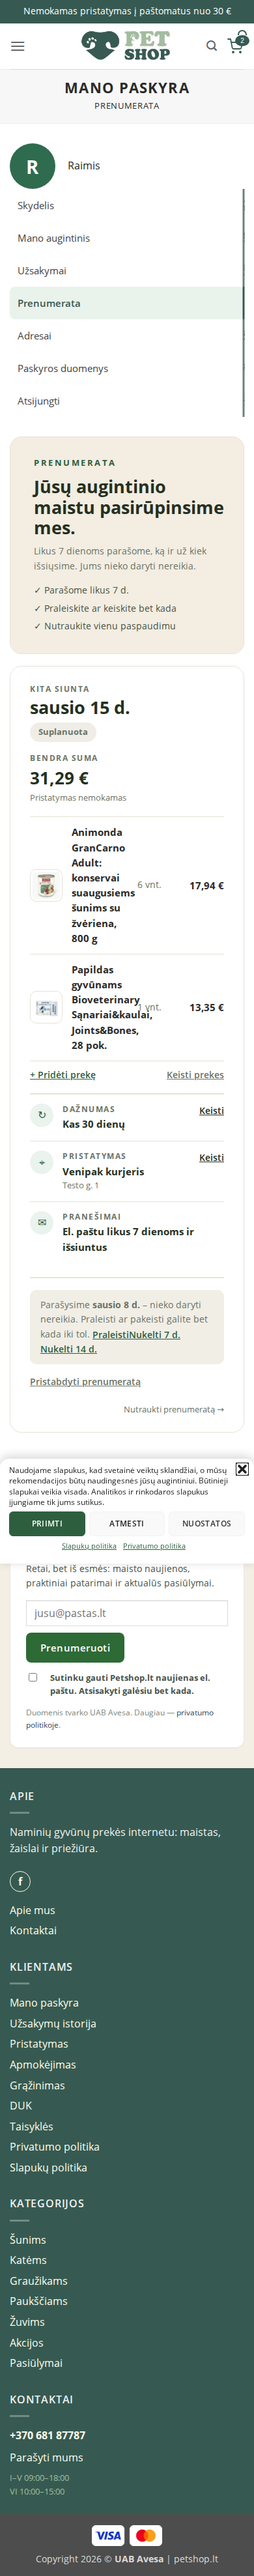 Nemokamas pristatymas į paštomatus nuo 30 €
PET
SHOP
2
MANO PASKYRA
PRENUMERATA
R
Raimis
Skydelis
Mano augintinis
Užsakymai
Prenumerata
Adresai
Paskyros duomenys
Atsijungti
PRENUMERATA
Jūsų augintinio
maistu pasirūpinsime
mes.
Likus 7 dienoms parašome, ką ir už kiek
išsiųsime. Jums nieko daryti nereikia.
✓ Parašome likus 7 d.
✓ Praleiskite ar keiskite bet kada
✓ Nutraukite vienu paspaudimu
KITA SIUNTA
sausio 15 d.
Suplanuota
BENDRA SUMA
31,29 €
Pristatymas nemokamas
Animonda
GranCarno
Adult:
konservai
suaugusiems
šunims su
žvėriena,
800 g
6 vnt.
17,94 €
Papildas
gyvūnams
Bioveterinary
Sąnariai&kaulai,
Joints&Bones,
28 pok.
1 vnt.
13,35 €
+ Pridėti prekę
Keisti prekes
↻
DAŽNUMAS
Kas 30 dienų
Keisti
PRISTATYMAS
Venipak kurjeris
Testo g. 1
Keisti
✉
PRANEŠIMAI
El. paštu likus 7 dienoms ir
išsiuntus
Parašysime sausio 8 d. – nieko daryti
nereikia. Praleisti ar pakeisti galite bet
kada iki tol. PraleistiNukelti 7 d.
Nukelti 14 d.
Pristabdyti prenumeratą
Nutraukti prenumeratą →
Naudojame slapukus, kad svetainė veiktų sklandžiai, o mūsų
rekomendacijos būtų naudingos ir tik jums vienetinės. Būtinieji
slapukai veikia visada. Analitikos ir rinkodaros slapukus
įjungsime tik jums sutikus.
PRIIMTI
ATMESTI
NUOSTATOS
Slapukų politika
Privatumo politika
Retai, bet iš esmės: maisto naujienos,
praktiniai patarimai ir aktualūs pasiūlymai.
jusu@pastas.lt
Prenumeruoti
Sutinku gauti Petshop.lt naujienas el.
paštu. Atsisakyti galėsiu bet kada.
Duomenis tvarko UAB Avesa. Daugiau — privatumo
politikoje.
APIE
Naminių gyvūnų prekės internetu: maistas,
žaislai ir priežiūra.
f
Apie mus
Kontaktai
KLIENTAMS
Mano paskyra
Užsakymų istorija
Pristatymas
Apmokėjimas
Grąžinimas
DUK
Taisyklės
Privatumo politika
Slapukų politika
KATEGORIJOS
Šunims
Katėms
Graužikams
Paukščiams
Žuvims
Akcijos
Pasiūlymai
KONTAKTAI
+370 681 87787
Parašyti mums
I–V 09:00–18:00
VI 10:00–15:00
VISA
mastercard
Copyright 2026 © UAB Avesa | petshop.lt